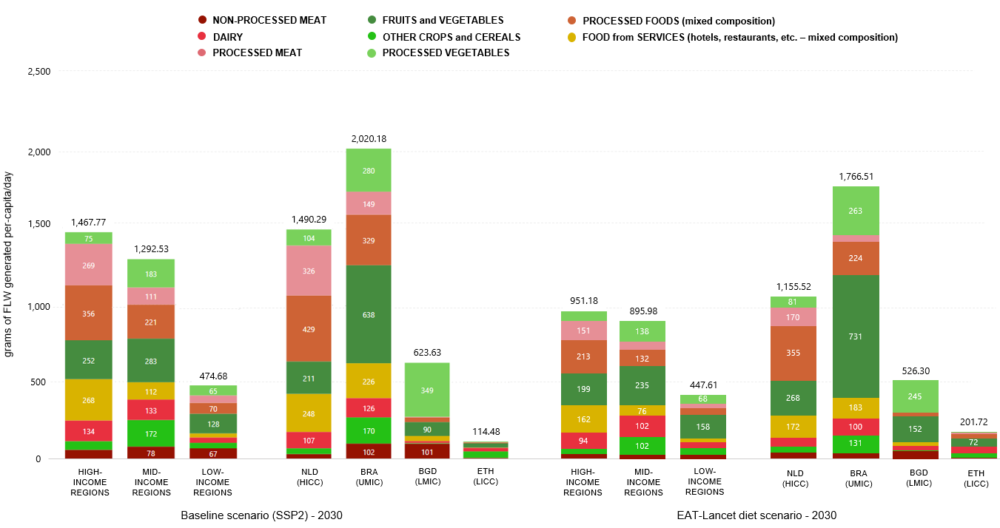 NON-PROCESSED MEAT
FRUITS and VEGETABLES
PROCESSED FOODS (mixed composition)
DAIRY
OTHER CROPS and CEREALS
FOOD from SERVICES (hotels, restaurants, etc. – mixed composition)
PROCESSED MEAT
PROCESSED VEGETABLES
grams of FLW generated per-capita/day
2,500
2,000
1,500
1,000
500
0
1,467.77
75
269
356
252
268
134
HIGH-
INCOME
REGIONS
1,292.53
183
111
221
283
112
133
172
78
MID-
INCOME
REGIONS
474.68
65
70
128
67
LOW-
INCOME
REGIONS
1,490.29
104
326
429
211
248
107
NLD
(HICC)
2,020.18
280
149
329
638
226
126
170
102
BRA
(UMIC)
623.63
349
90
101
BGD
(LMIC)
114.48
ETH
(LICC)
Baseline scenario (SSP2) - 2030
951.18
151
213
199
162
94
HIGH-
INCOME
REGIONS
895.98
138
132
235
76
102
102
MID-
INCOME
REGIONS
447.61
68
158
LOW-
INCOME
REGIONS
1,155.52
81
170
355
268
172
NLD
(HICC)
1,766.51
263
224
731
183
100
131
BRA
(UMIC)
526.30
245
152
BGD
(LMIC)
201.72
72
ETH
(LICC)
EAT-Lancet diet scenario - 2030